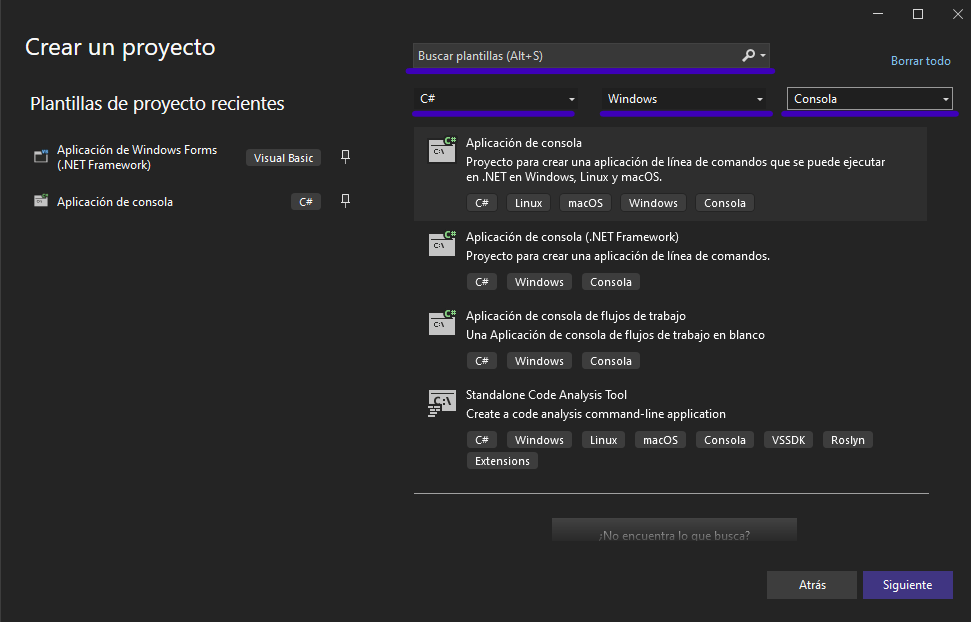 Crear un proyecto
Plantillas de proyecto recientes
Aplicación de Windows Forms
(.NET Framework)
Visual Basic
Aplicación de consola
C#
Buscar plantillas (Alt+S)
Borrar todo
C#
Windows
Consola
Aplicación de consola
Proyecto para crear una aplicación de línea de comandos que se puede ejecutar
en .NET en Windows, Linux y macOS.
C# Linux macOS Windows Consola
Aplicación de consola (.NET Framework)
Proyecto para crear una aplicación de línea de comandos.
C# Windows Consola
Aplicación de consola de flujos de trabajo
Una Aplicación de consola de flujos de trabajo en blanco
C# Windows Consola
Standalone Code Analysis Tool
Create a code analysis command-line application
C# Windows Linux macOS Consola VSSDK Roslyn
Extensions
¿No encuentra lo que busca?
Atrás
Siguiente